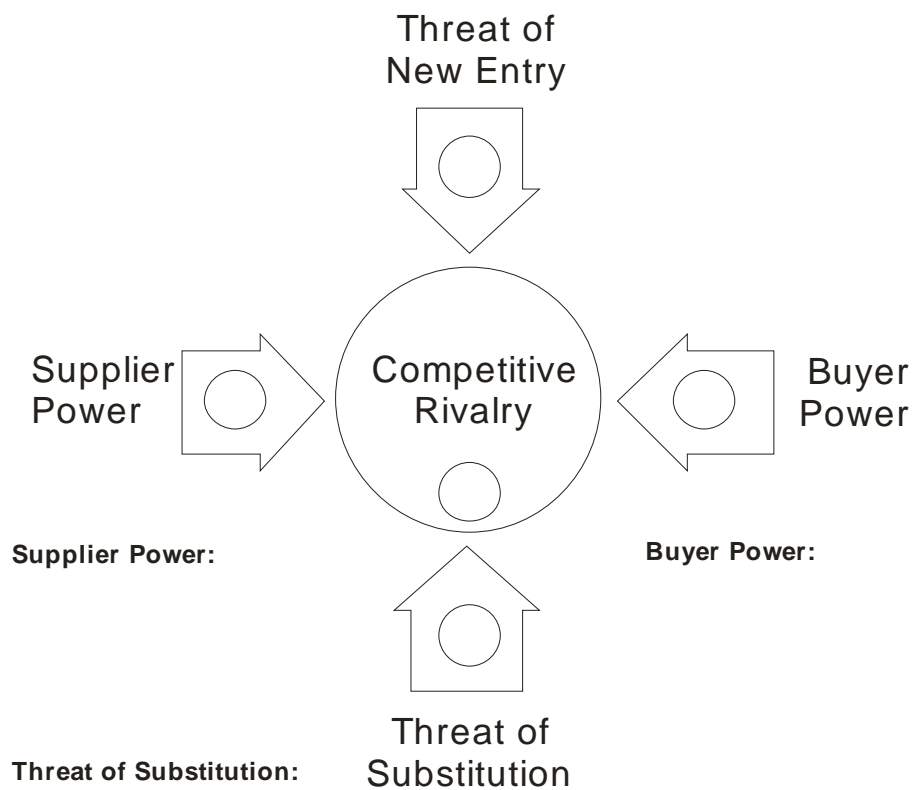 Threat of
New Entry
Supplier
Power
Competitive
Rivalry
Buyer
Power
Supplier Power:
Buyer Power:
Threat of
Substitution
Threat of Substitution: